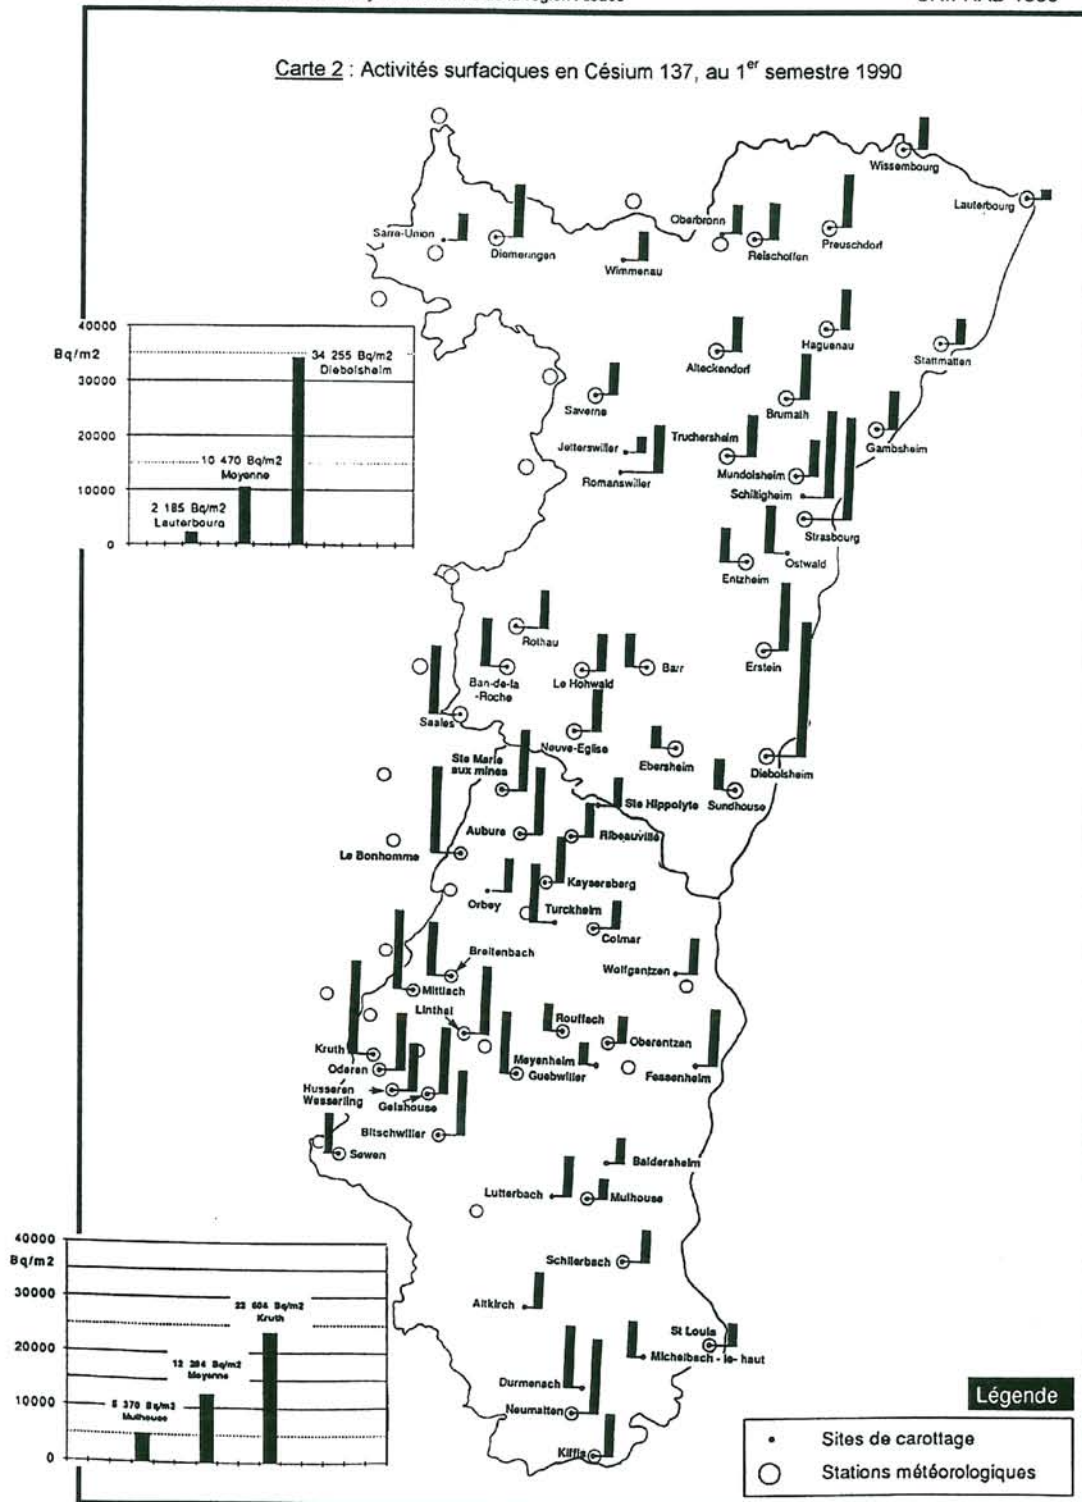 Carte 2 : Activités surfaciques en Césium 137, au 1er semestre 1990
Wissembourg
Lauterbourg
Oberbronn
Preuschdorf
Reischoffen
Sarre-Union
Diemeringen
Wimmenau
Haguenau
Stattmatten
Alteckendorf
Saverne
Brumath
Gambsheim
Jetterswiller
Truchersheim
Romanswiller
Mundolsheim
Schiltigheim
Strasbourg
Ostwald
Entzheim
40000
Bq/m2
30000
20000
10000
0
34 255 Bq/m2
Diebolsheim
10 470 Bq/m2
Moyenne
2 185 Bq/m2
Lauterbourg
Rothau
Ban-de-la
-Roche
Le Hohwald
Barr
Erstein
Saales
Neuve-Eglise
Ebersheim
Diebolsheim
Sundhouse
Ste Marie
aux mines
Ste Hippolyte
Aubure
Ribeauville
Le Bonhomme
Kaysersberg
Orbey
Turckheim
Colmar
Breitenbach
Wolfgantzen
Mittlach
Linthal
Rouffach
Oberentzen
Kruth
Meyenheim
Oderen
Guebwiller
Fessenheim
Husseren
Wesserling
Geishouse
Bitschwiller
Sewen
Baldersheim
Lutterbach
Mulhouse
Schlierbach
Altkirch
St Louis
Michelbach - le- haut
Durmenach
Neumatten
Kiffis
40000
Bq/m2
30000
20000
10000
0
Kruth
Moyenne
Mulhouse
Légende
Sites de carottage
Stations météorologiques